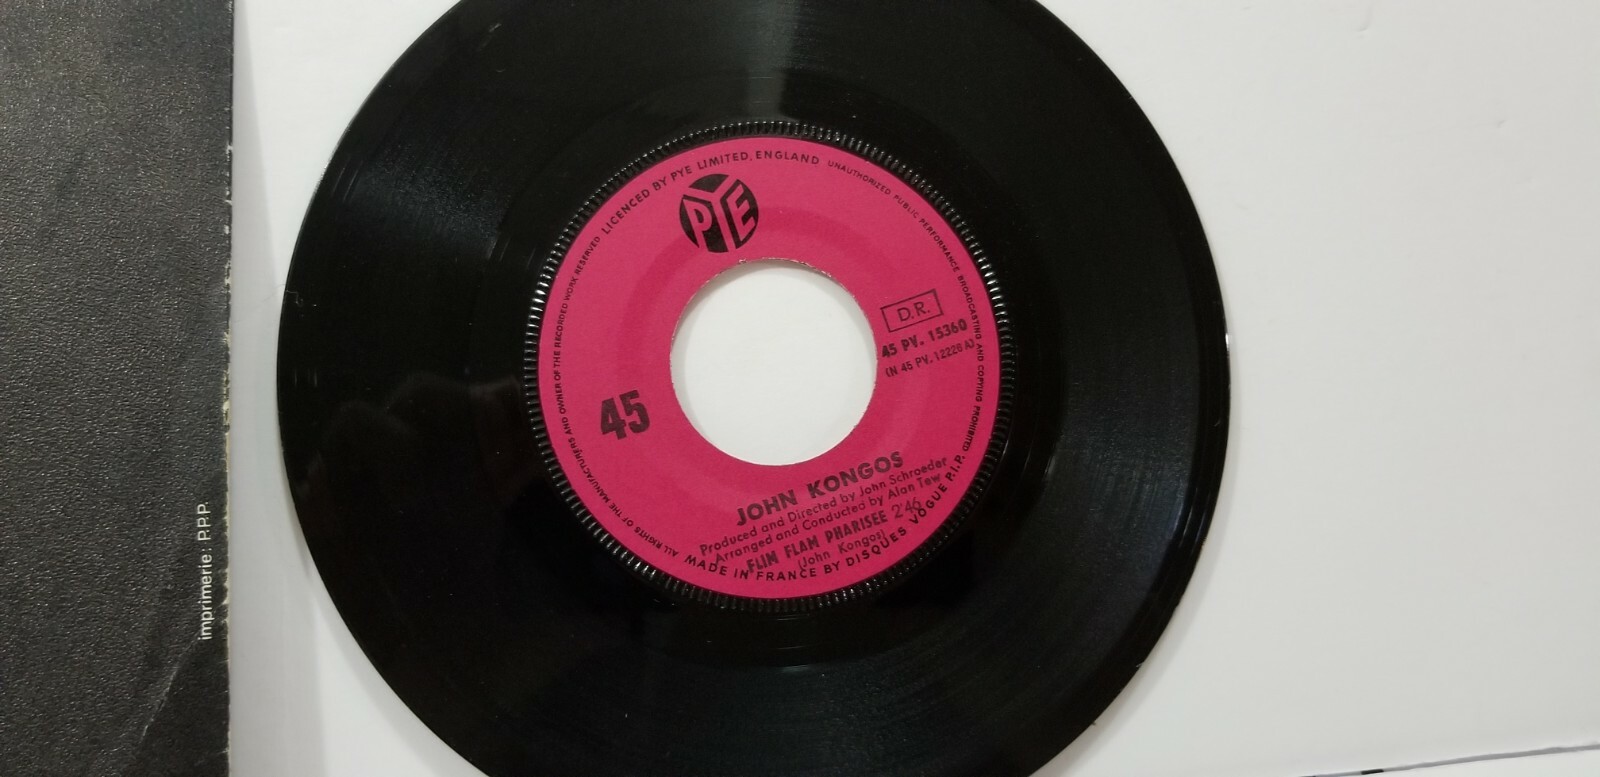 ALL RIGHTS OF THE MANUFACTURERS AND OWNER OF THE RECORDED WORK RESERVED LICENCED BY PYE LIMITED, ENGLAND UNAUTHORIZED PUBLIC PERFORMANCE BROADCASTING AND COPYING PROHIBITED
PYE
D.R.
45 PV. 15360
(N 45 PV. 12228 A)
45
JOHN KONGOS
Produced and Directed by John Schroeder
Arranged and Conducted by Alan Tew
FLIM FLAM PHARISEE 2'46
(John Kongos)
MADE IN FRANCE BY DISQUES VOGUE P.I.P.
imprimerie: P.P.P.